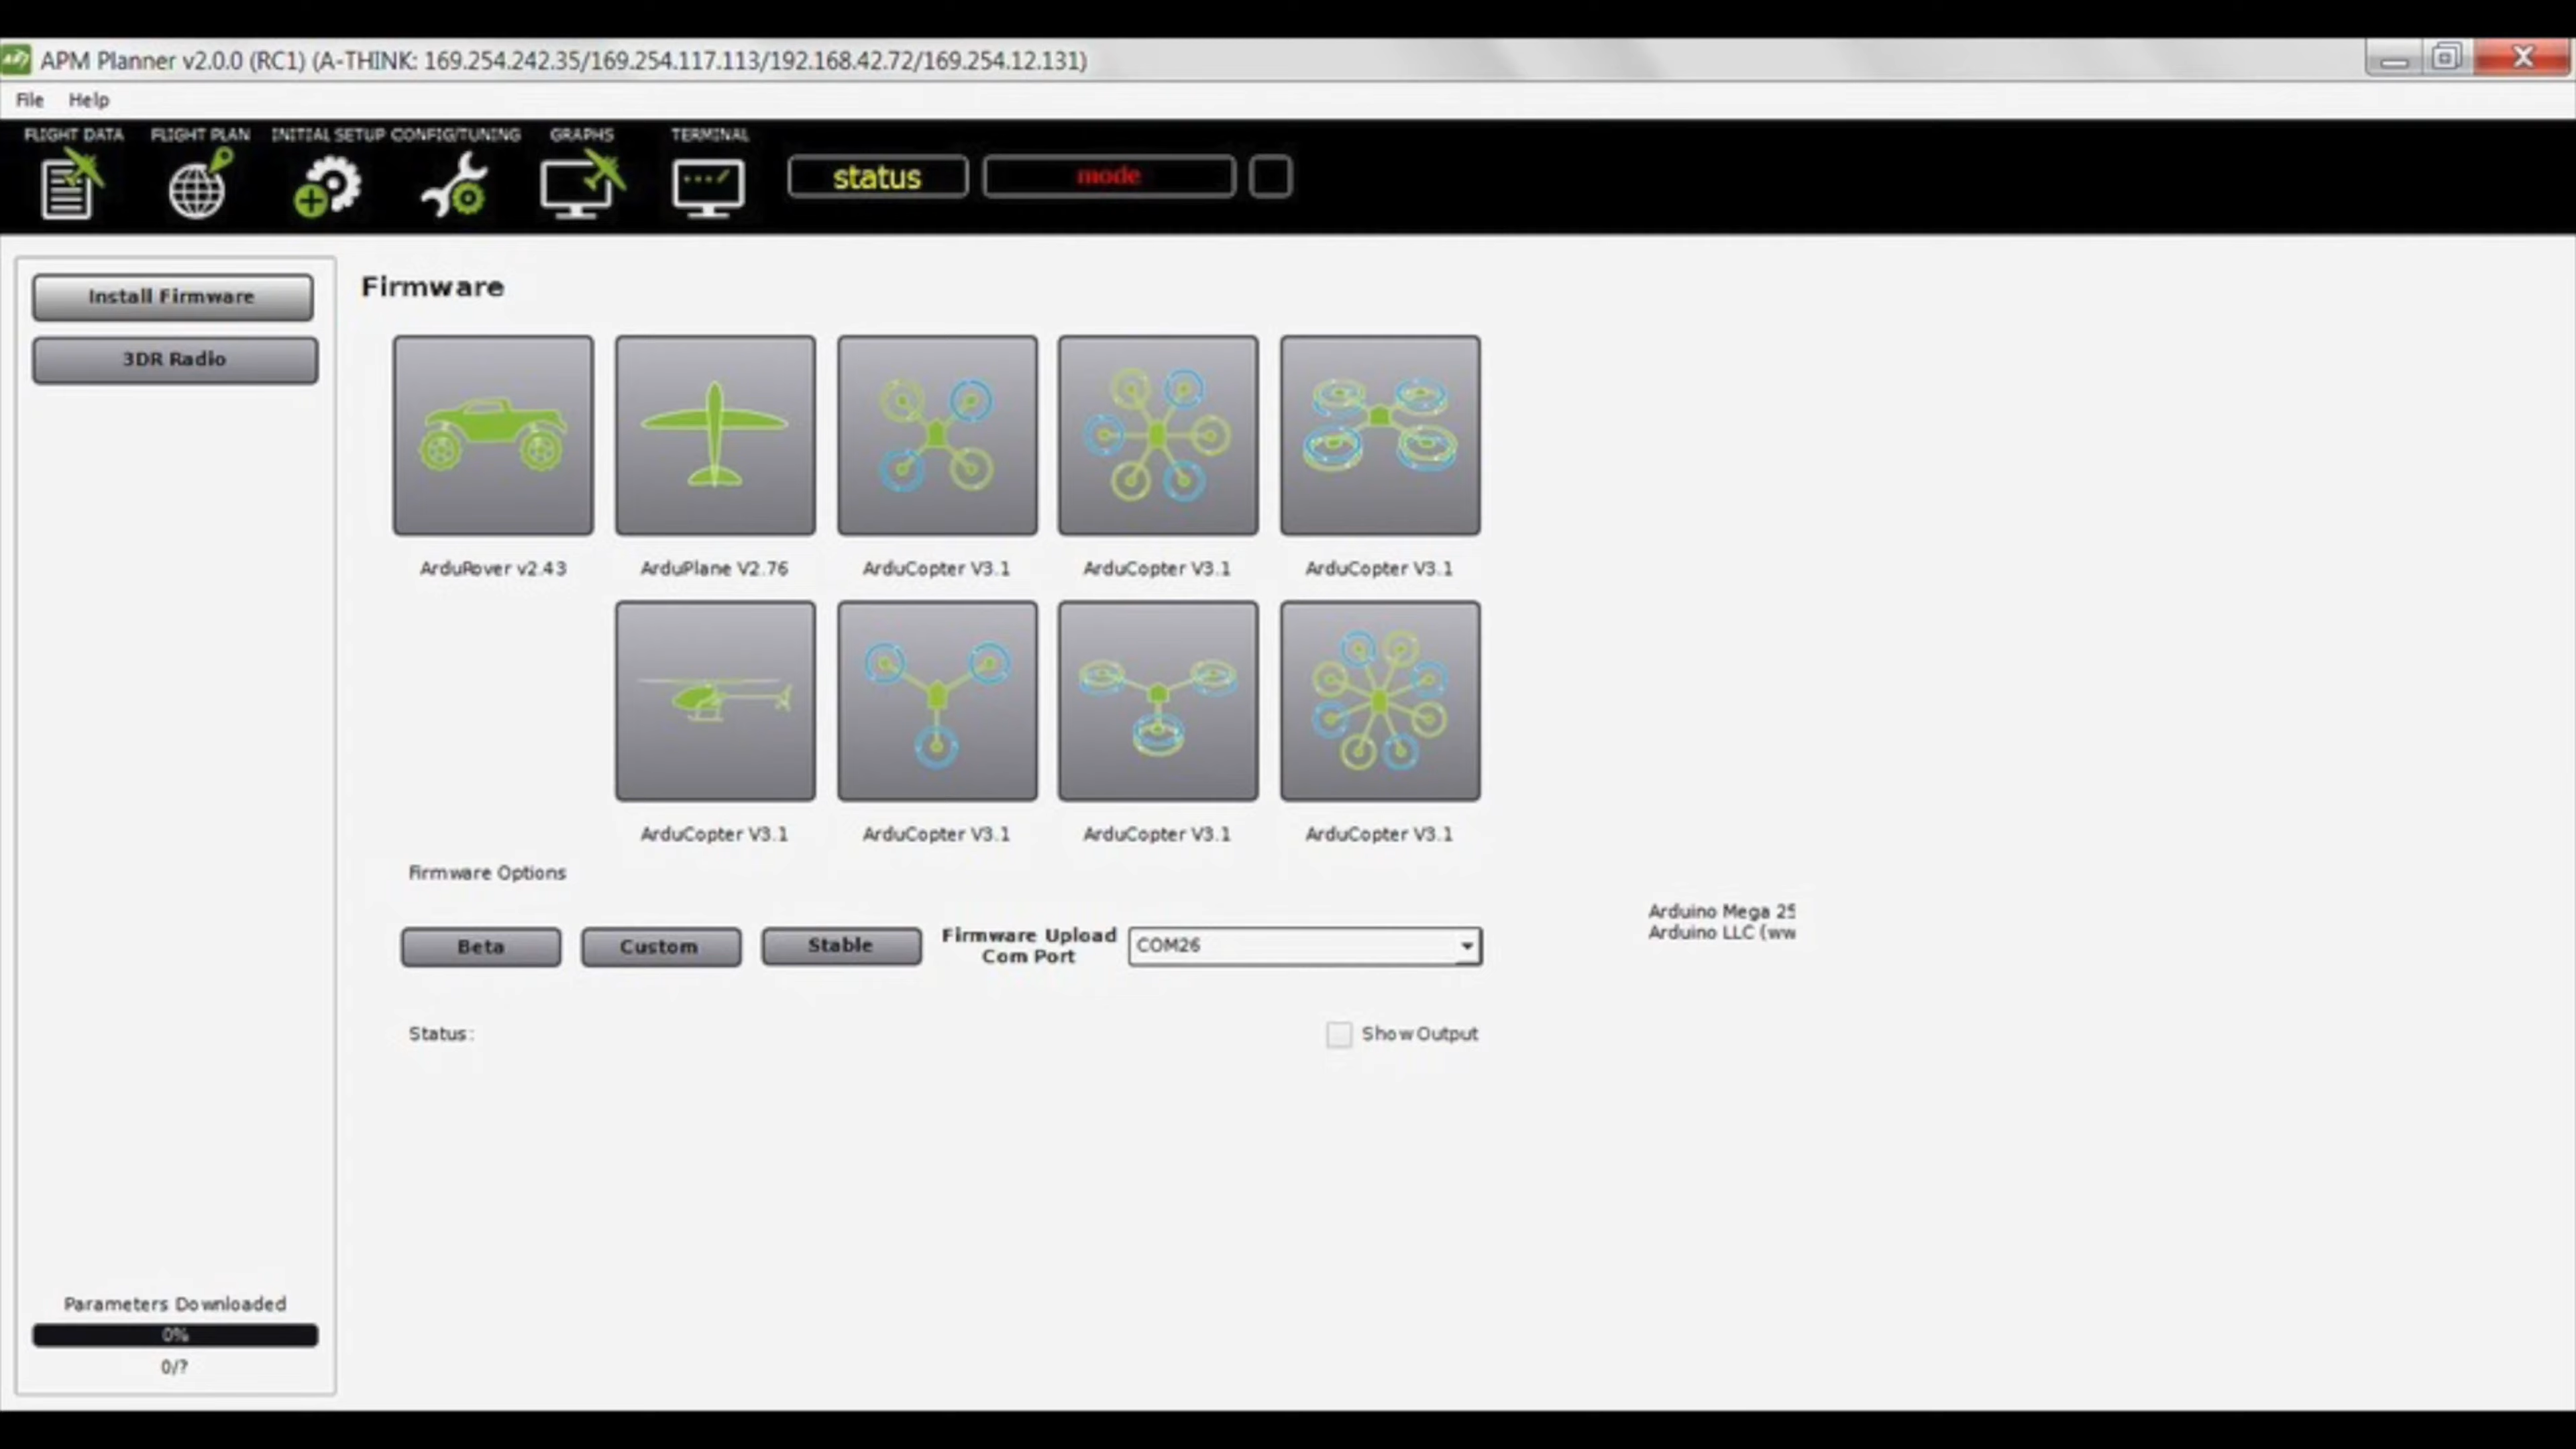 APM Planner v2.0.0 (RC1) (A-THINK: 169.254.242.35/169.254.117.113/192.168.42.72/169.254.12.131)
File Help
FLIGHT DATA FLIGHT PLAN INITIAL SETUP CONFIG/TUNING GRAPHS TERMINAL
status mode
Install Firmware
3DR Radio
Firmware
ArduRover v2.43 ArduPlane V2.76 ArduCopter V3.1 ArduCopter V3.1 ArduCopter V3.1
ArduCopter V3.1 ArduCopter V3.1 ArduCopter V3.1 ArduCopter V3.1
Firmware Options
Beta Custom Stable
Firmware Upload
Com Port
COM26
Arduino Mega 25
Arduino LLC (ww
Status:
Show Output
Parameters Downloaded
0%
0/?